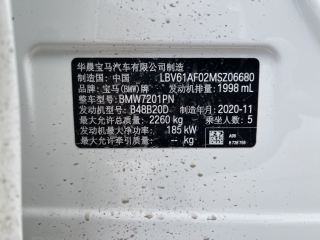 华晨宝马汽车有限公司制造
制造国：中国 LBV61AF02MSZ06680
品牌：宝马(BMW)牌 发动机排量：1998 mL
整车型号：BMW7201PN
发动机型号：B48B20D 制造年月：2020-11
最大允许总质量：2260 kg 乘坐人数：5
发动机最大净功率：185 kW
最大允许牵引质量：-- kg